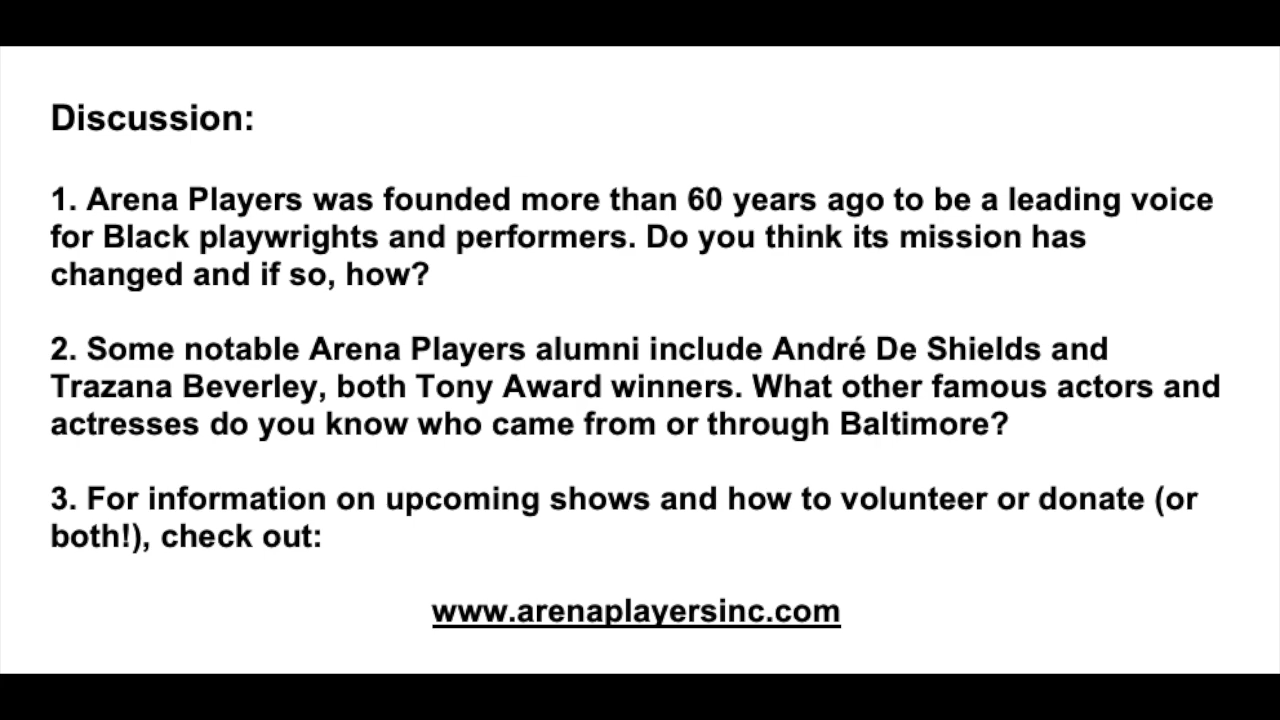 Discussion:
1. Arena Players was founded more than 60 years ago to be a leading voice
for Black playwrights and performers. Do you think its mission has
changed and if so, how?
2. Some notable Arena Players alumni include André De Shields and
Trazana Beverley, both Tony Award winners. What other famous actors and
actresses do you know who came from or through Baltimore?
3. For information on upcoming shows and how to volunteer or donate (or
both!), check out:
www.arenaplayersinc.com